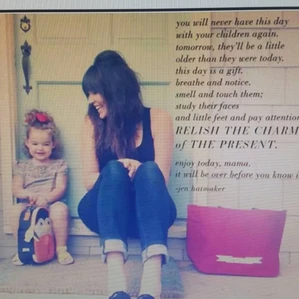 you will never have this day
with your children again.
tomorrow, they'll be a little
older than they were today.
this day is a gift.
breathe and notice.
smell and touch them;
study their faces
and little feet and pay attention
RELISH THE CHARM
of THE PRESENT.
enjoy today, mama.
it will be over before you know i
-jen hatmaker